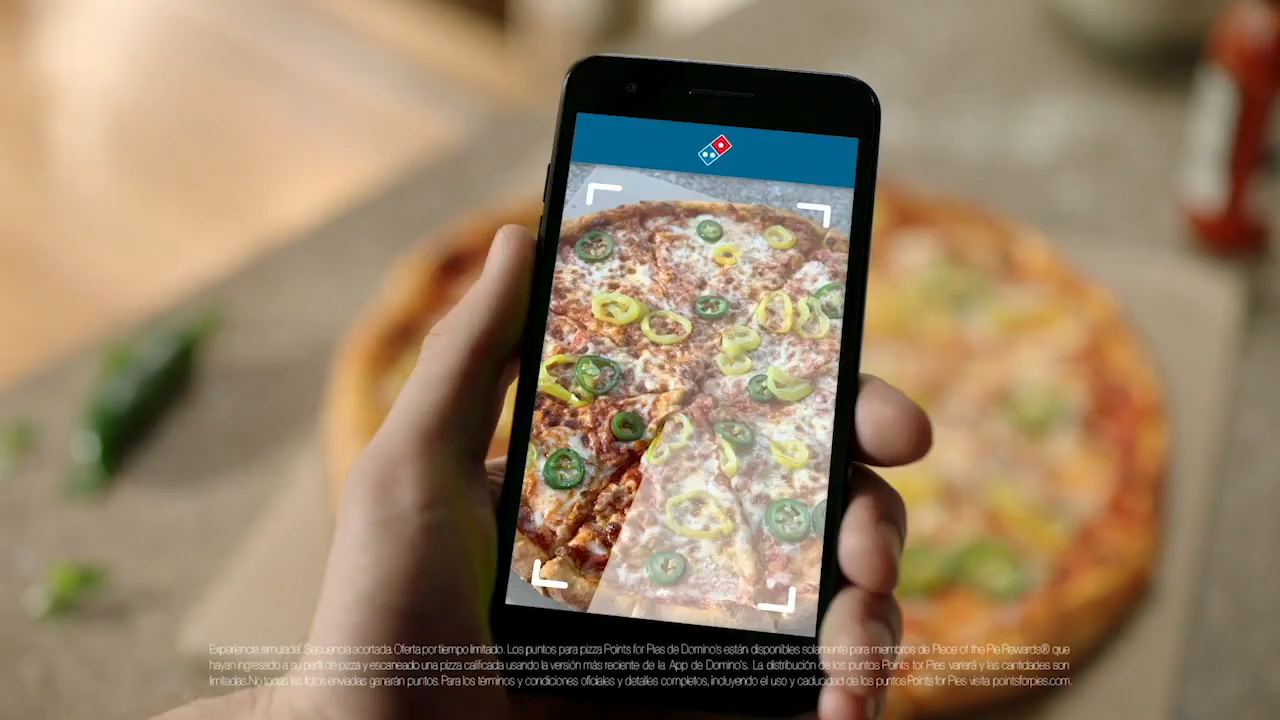 Experiencia simulada. Secuencia acortada. Oferta por tiempo limitado. Los puntos para pizza Points for Pies de Domino's están disponibles solamente para miembros de Piece of the Pie Rewards® que
hayan ingresado a su perfil de pizza y escaneado una pizza calificada usando la versión más reciente de la App de Domino's. La distribución de los puntos Points for Pies variará y las cantidades son
limitadas.No todas las fotos enviadas ganarán puntos. Para los términos y condiciones oficiales y detalles completos, incluyendo el uso y caducidad de los puntos Points for Pies visita pointsforpies.com.